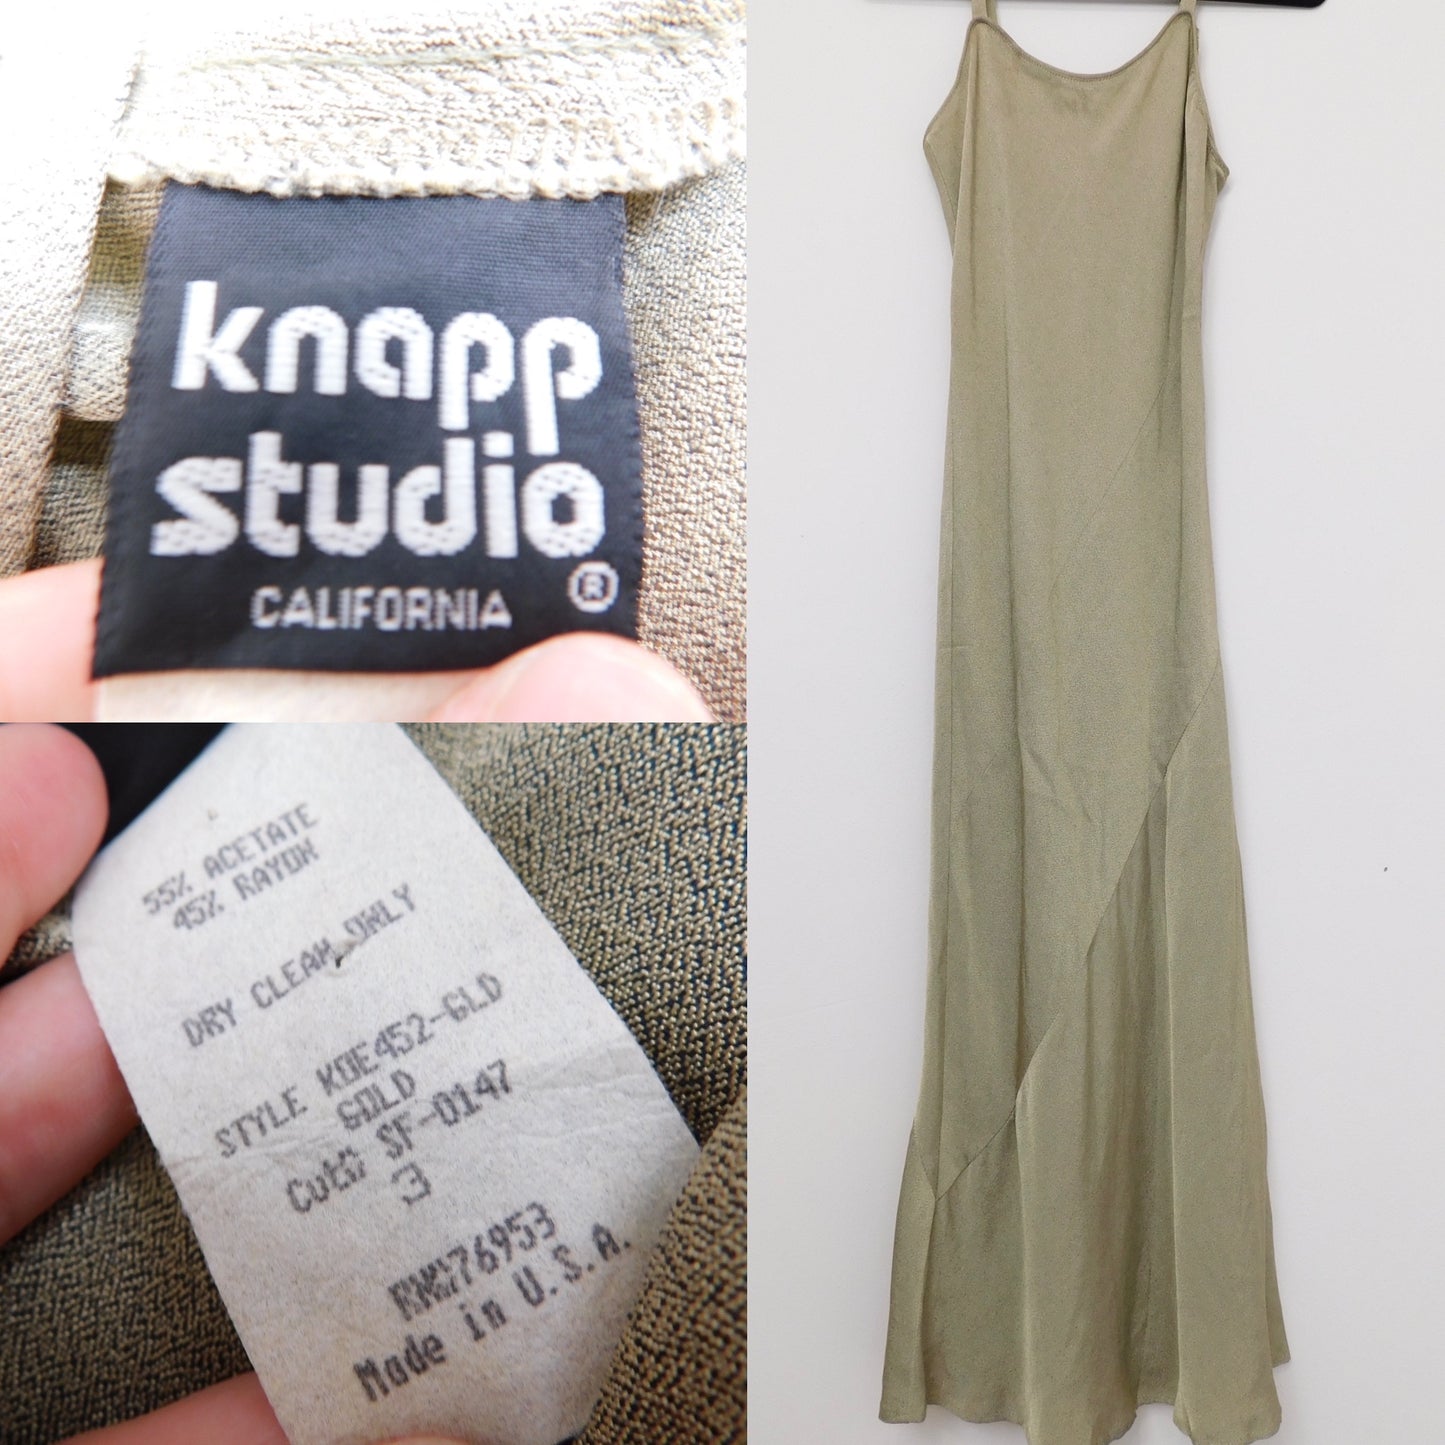 knapp
studio
®
CALIFORNIA
55% ACETATE
45% RAYON
DRY CLEAN ONLY
STYLE KOE452-GLD
GOLD
Cut# SF-0147
3
RN#76953
Made in U.S.A.